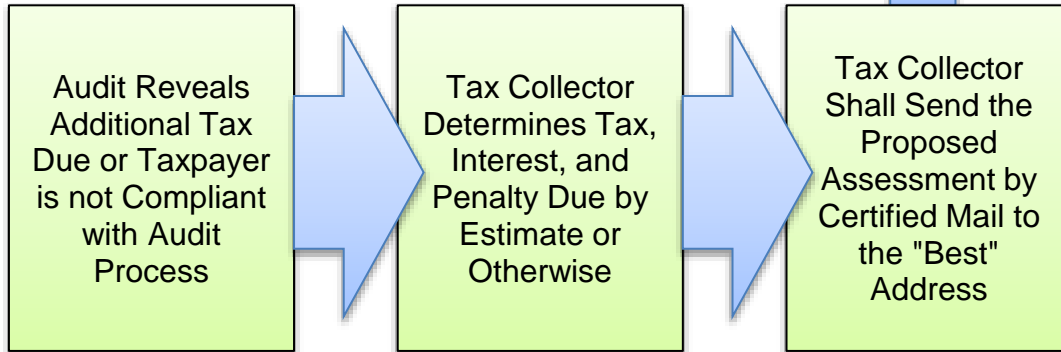 Audit Reveals
Additional Tax
Due or Taxpayer
is not Compliant
with Audit
Process
Tax Collector
Determines Tax,
Interest, and
Penalty Due by
Estimate or
Otherwise
Tax Collector
Shall Send the
Proposed
Assessment by
Certified Mail to
the "Best"
Address